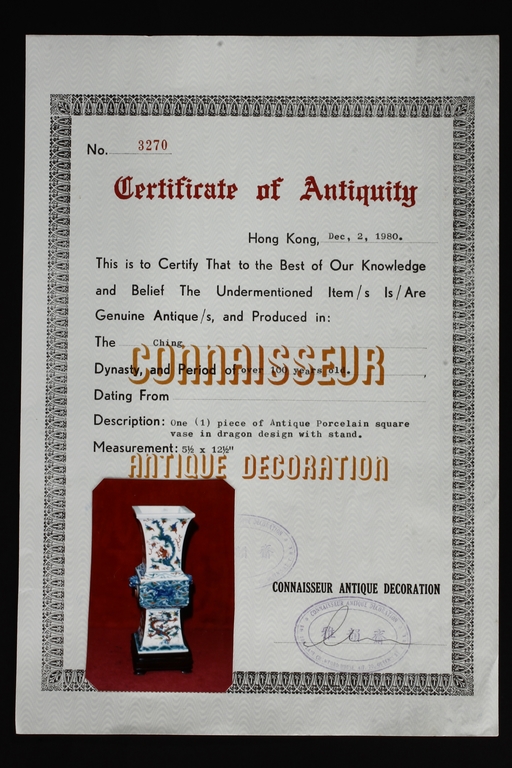 No. 3270
Certificate of Antiquity
Hong Kong, Dec, 2, 1980.
This is to Certify That to the Best of Our Knowledge
and Belief The Undermentioned Item/s Is/Are
Genuine Antique/s, and Produced in:
The Ching,
CONNAISSEUR
Dynasty, and Period of over 100 years old.
Dating From
Description: One (1) piece of Antique Porcelain square
vase in dragon design with stand.
Measurement: 5½ x 12½"
ANTIQUE DECORATION
CONNAISSEUR ANTIQUE DECORATION
CONNAISSEUR ANTIQUE DECORATION